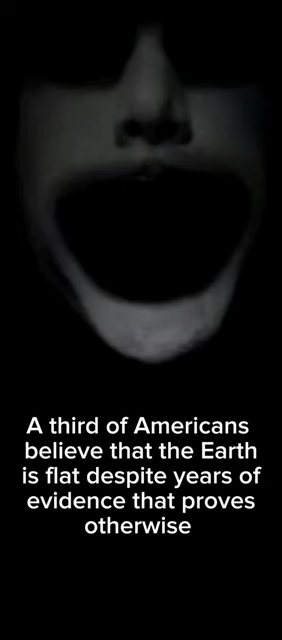 A third of Americans
believe that the Earth
is flat despite years of
evidence that proves
otherwise